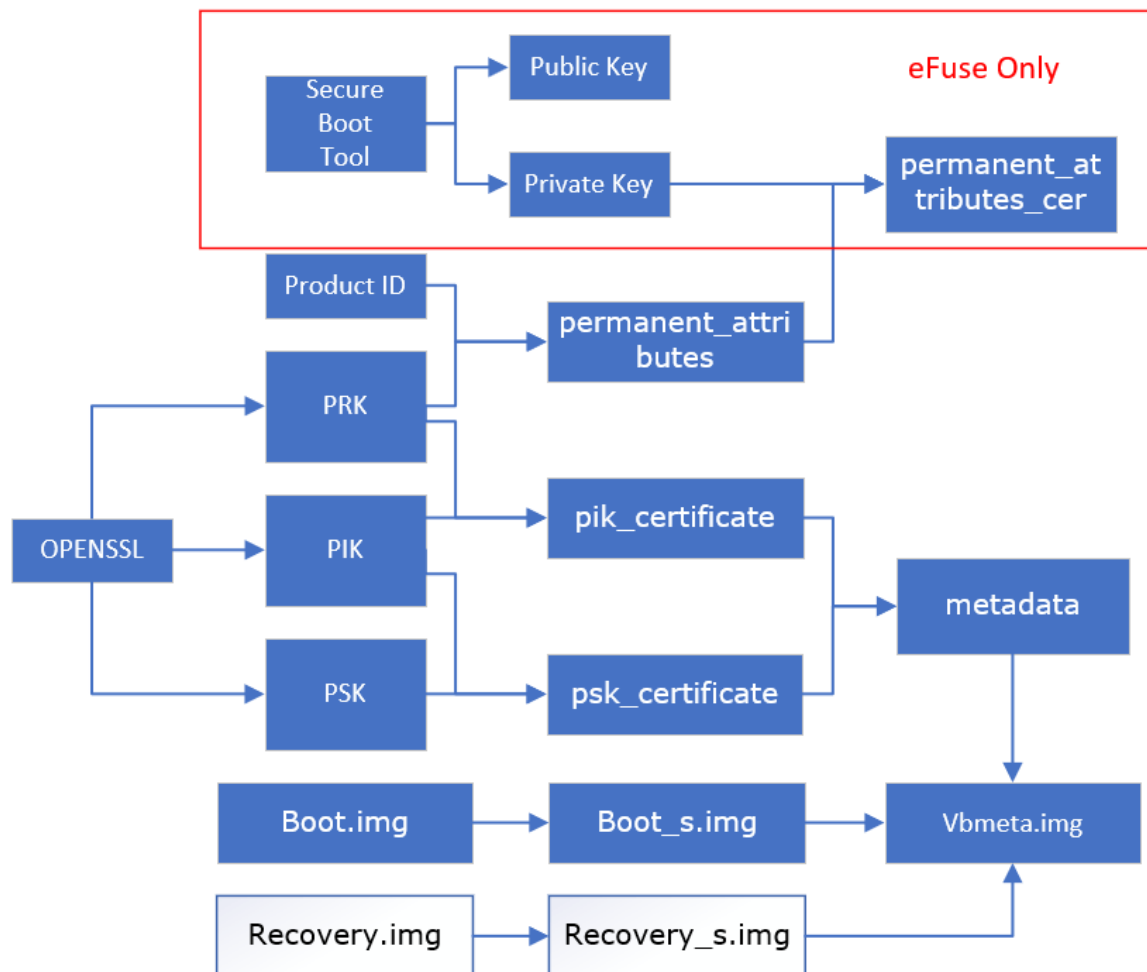 Public Key
eFuse Only
Secure
Boot
Tool
Private Key
permanent_at
tributes_cer
Product ID
permanent_attri
butes
PRK
pik_certificate
OPENSSL
PIK
metadata
PSK
psk_certificate
Boot.img
Boot_s.img
Vbmeta.img
Recovery.img
Recovery_s.img